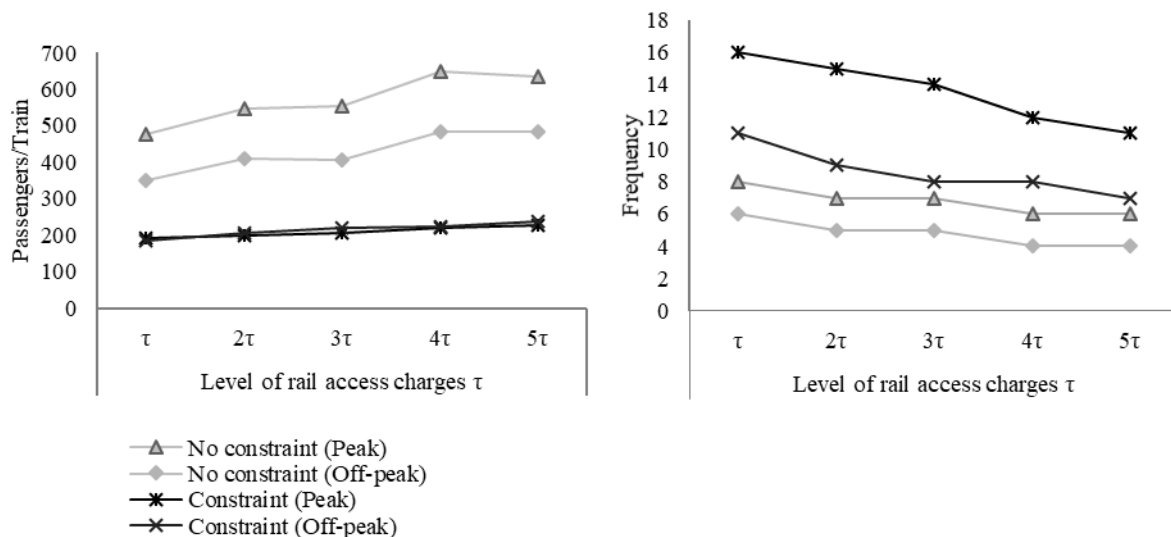 700
600
500
400
300
200
100
0
Passengers/Train
τ 2τ 3τ 4τ 5τ
Level of rail access charges τ
18
16
14
12
10
8
6
4
2
0
Frequency
τ 2τ 3τ 4τ 5τ
Level of rail access charges τ
No constraint (Peak)
No constraint (Off-peak)
Constraint (Peak)
Constraint (Off-peak)